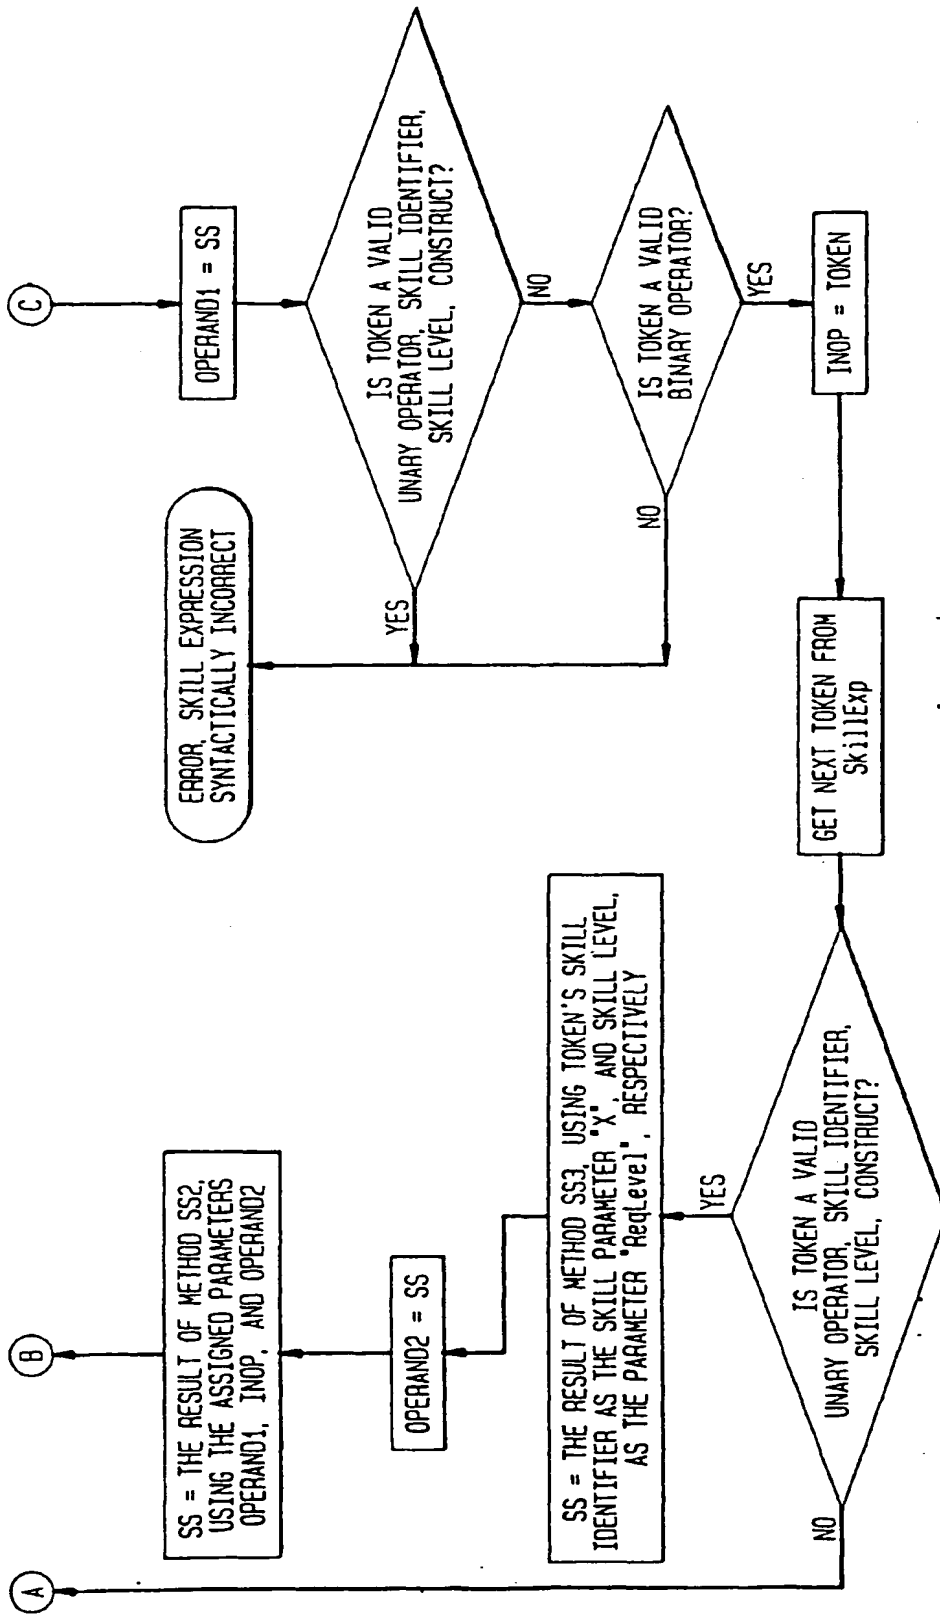 A
B
C
SS = THE RESULT OF METHOD SS2,
USING THE ASSIGNED PARAMETERS
OPERAND1, INOP, AND OPERAND2
ERROR, SKILL EXPRESSION
SYNTACTICALLY INCORRECT
OPERAND1 = SS
OPERAND2 = SS
YES
IS TOKEN A VALID
UNARY OPERATOR, SKILL IDENTIFIER,
SKILL LEVEL, CONSTRUCT?
NO
SS = THE RESULT OF METHOD SS3, USING TOKEN'S SKILL
IDENTIFIER AS THE SKILL PARAMETER "X", AND SKILL LEVEL,
AS THE PARAMETER "ReqLevel", RESPECTIVELY
NO
IS TOKEN A VALID
BINARY OPERATOR?
YES
YES
IS TOKEN A VALID
UNARY OPERATOR, SKILL IDENTIFIER,
SKILL LEVEL, CONSTRUCT?
NO
GET NEXT TOKEN FROM
SkillExp
INOP = TOKEN